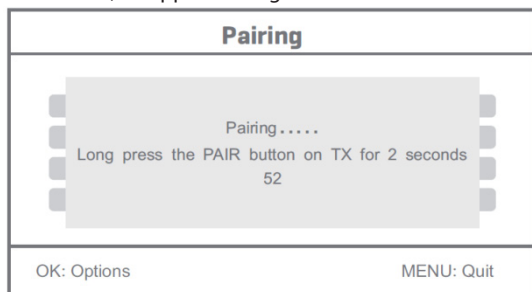 Pairing
Pairing.....
Long press the PAIR button on TX for 2 seconds
52
OK: Options
MENU: Quit